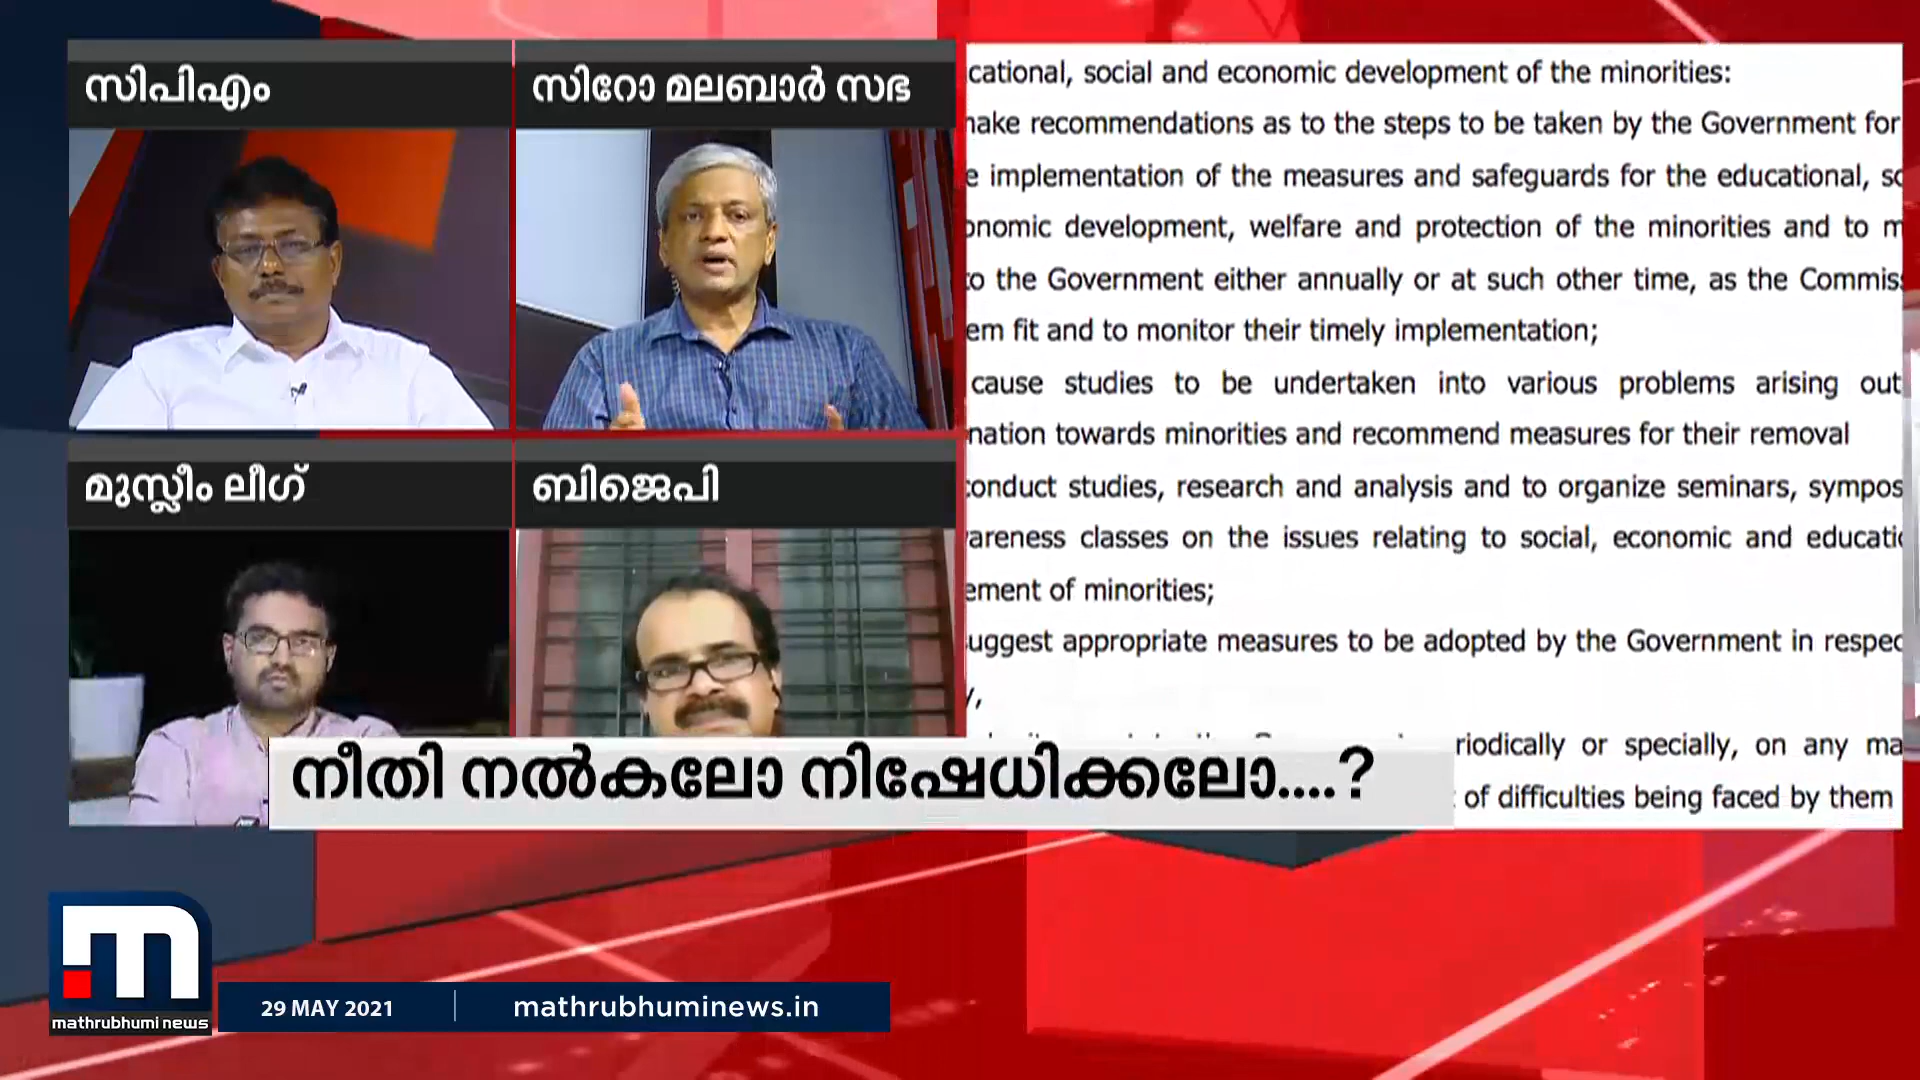 സിപിഎം
സിറോ മലബാർ സഭ
മുസ്ലീം ലീഗ്
ബിജെപി
cational, social and economic development of the minorities:
make recommendations as to the steps to be taken by the Government for
implementation of the measures and safeguards for the educational,
onomic development, welfare and protection of the minorities and to
to the Government either annually or at such other time, as the Commis
em fit and to monitor their timely implementation;
cause studies to be undertaken into various problems arising out
nation towards minorities and recommend measures for their removal
conduct studies, research and analysis and to organize seminars, sympos
areness classes on the issues relating to social, economic and educati
ement of minorities;
suggest appropriate measures to be adopted by the Government in respec
riodically or specially, on any ma
of difficulties being faced by them
നീതി നൽകലോ നിഷേധിക്കലോ....?
mathrubhumi news
29 MAY 2021
mathrubhuminews.in